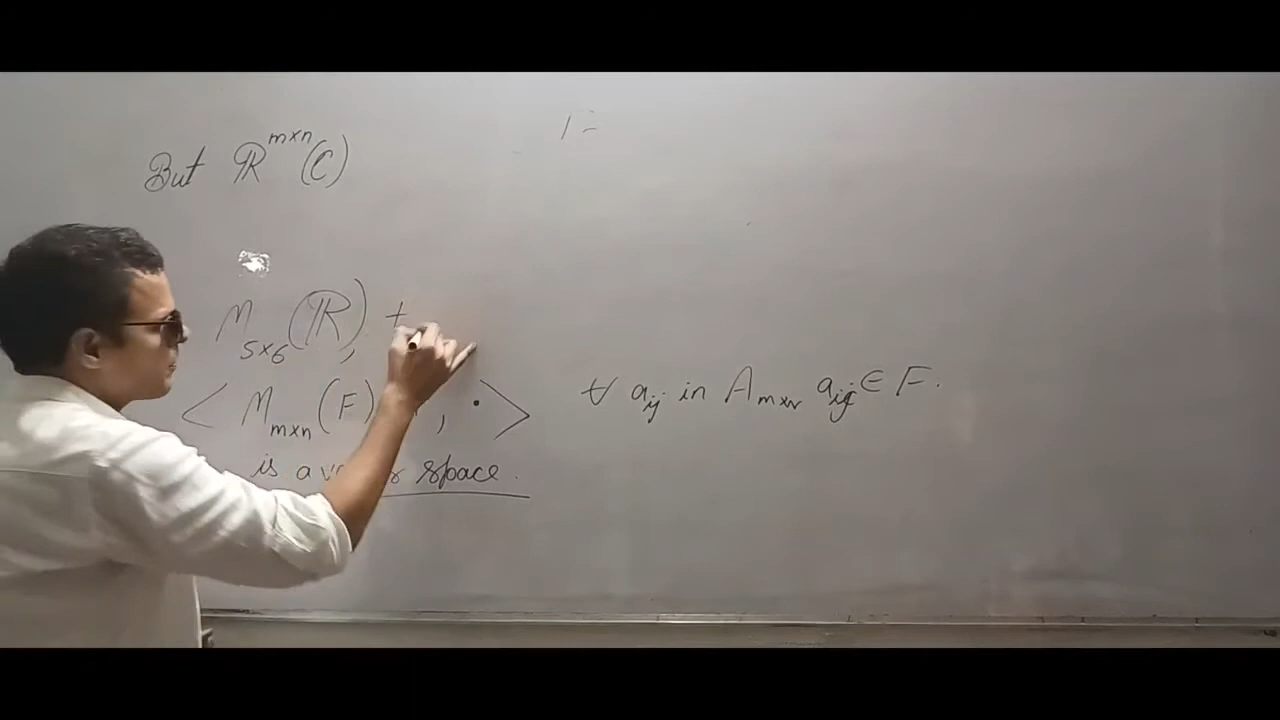 But ℝ^{m×n}(C)
M_{5×6}(ℝ), +
< M_{m×n}(F) , · > ∀ a_{ij} in A_{m×n} a_{ij} ∈ F.
is a space.